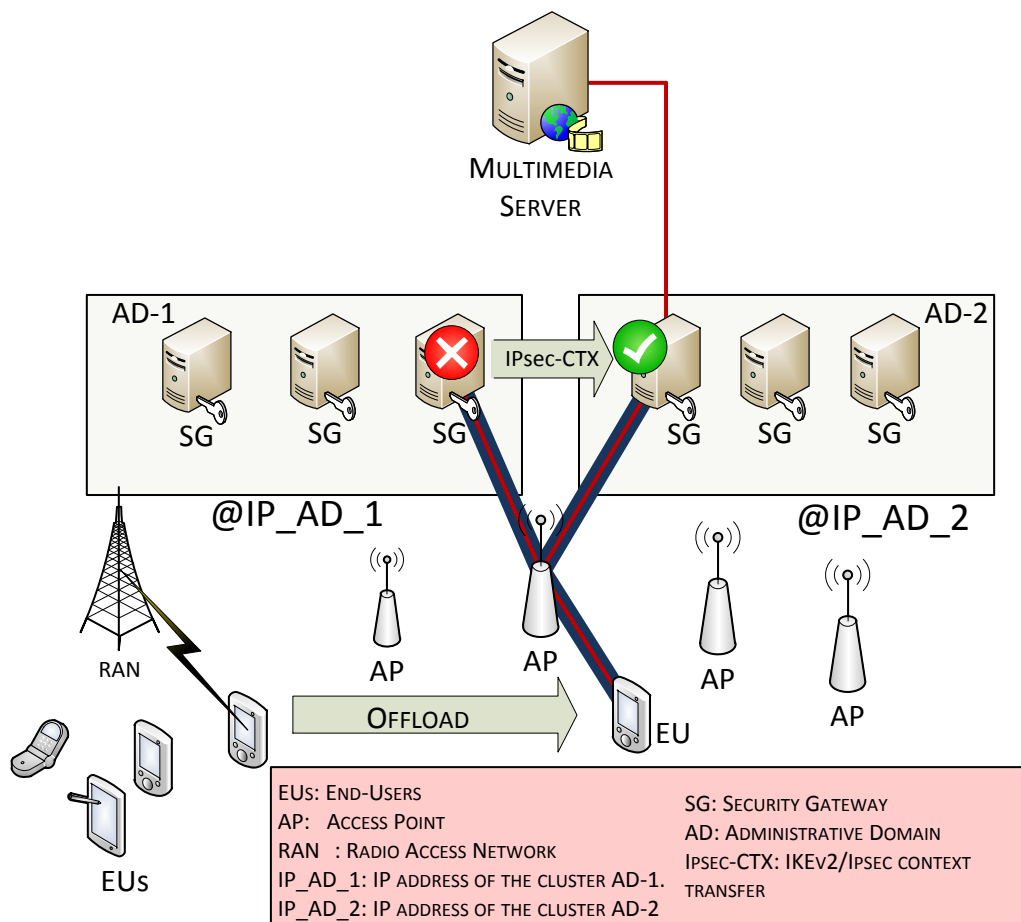 MULTIMEDIA
SERVER
AD-1
AD-2
IPsec-CTX
SG
SG
SG
SG
SG
SG
@IP_AD_1
@IP_AD_2
RAN
AP
AP
AP
AP
OFFLOAD
EU
EUs
EUs: END-USERS
AP: ACCESS POINT
RAN : RADIO ACCESS NETWORK
IP_AD_1: IP ADDRESS OF THE CLUSTER AD-1.
IP_AD_2: IP ADDRESS OF THE CLUSTER AD-2
SG: SECURITY GATEWAY
AD: ADMINISTRATIVE DOMAIN
IPSEC-CTX: IKEV2/IPSEC CONTEXT
TRANSFER